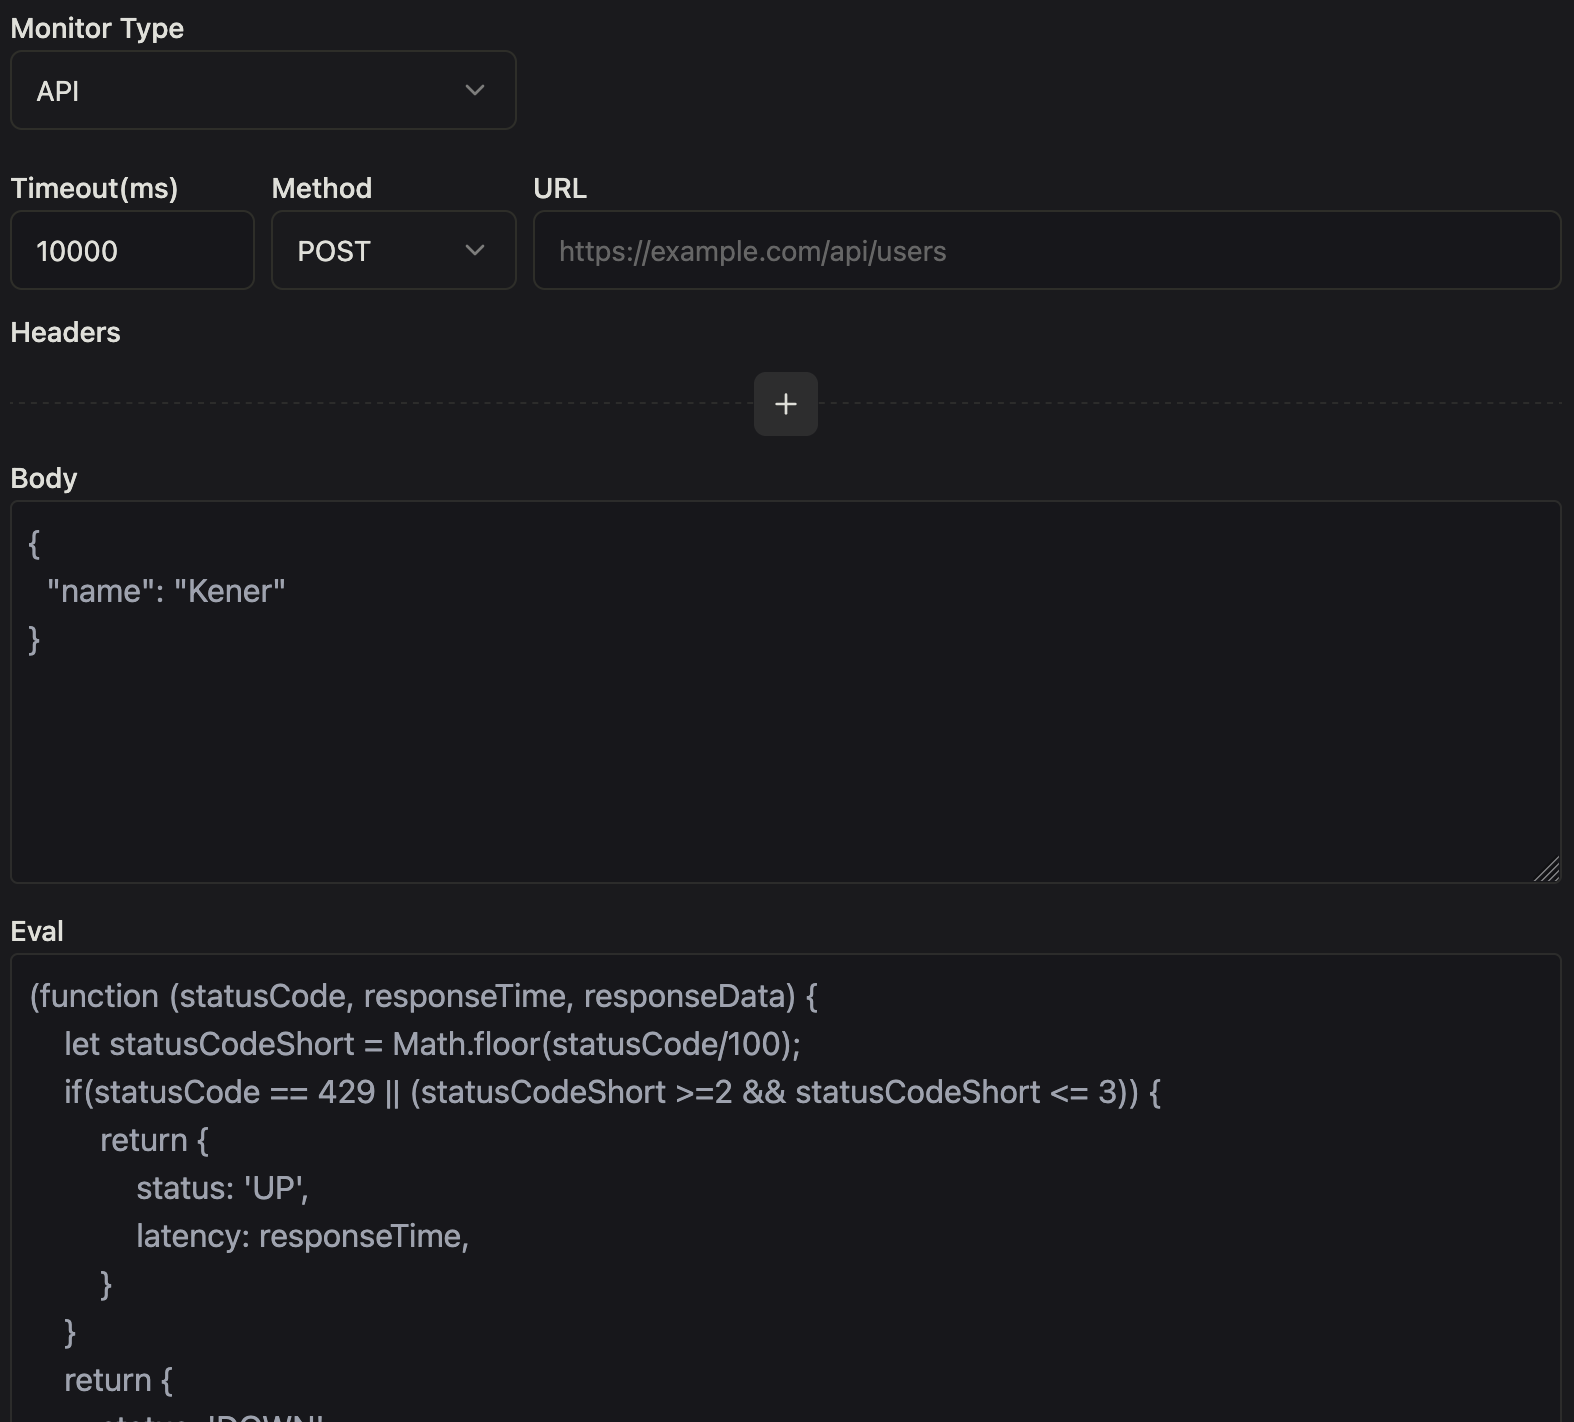 Monitor Type
API
Timeout(ms) Method URL
10000 POST https://example.com/api/users
Headers
+
Body
{
  "name": "Kener"
}
Eval
(function (statusCode, responseTime, responseData) {
    let statusCodeShort = Math.floor(statusCode/100);
    if(statusCode == 429 || (statusCodeShort >=2 && statusCodeShort <= 3)) {
        return {
            status: 'UP',
            latency: responseTime,
        }
    }
    return {
        status: 'DOWN'